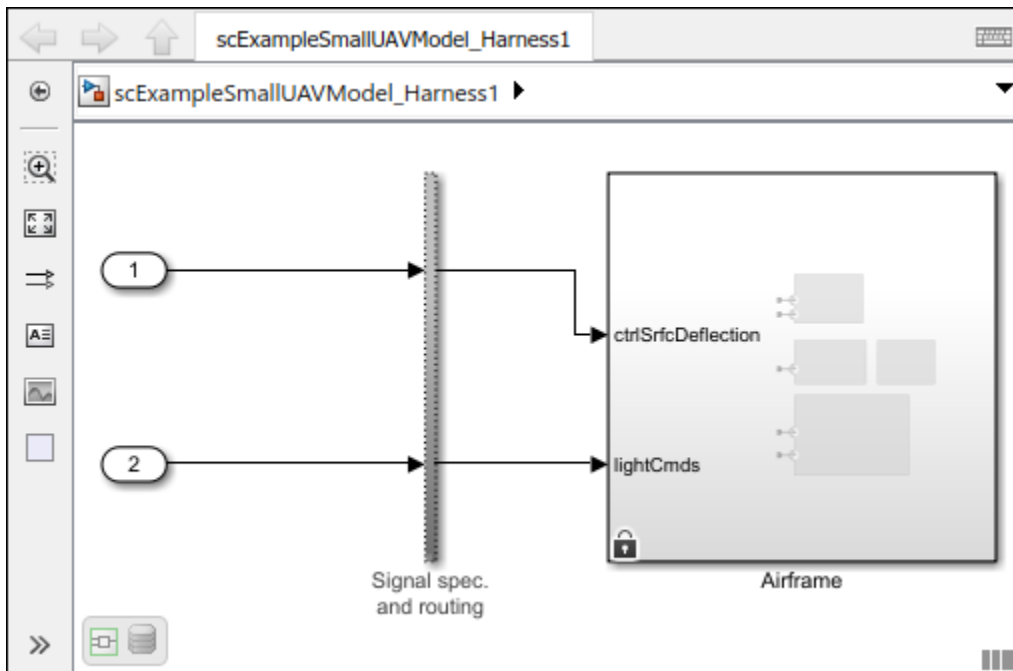 scExampleSmallUAVModel_Harness1
scExampleSmallUAVModel_Harness1
1
ctrlSrfcDeflection
2
lightCmds
Signal spec.
and routing
Airframe